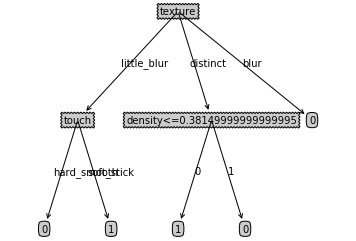 texture
little_blur distinct blur
touch density<=0.38149999999999995 0
hard_smooth soft_stick 0 1
0 1 1 0